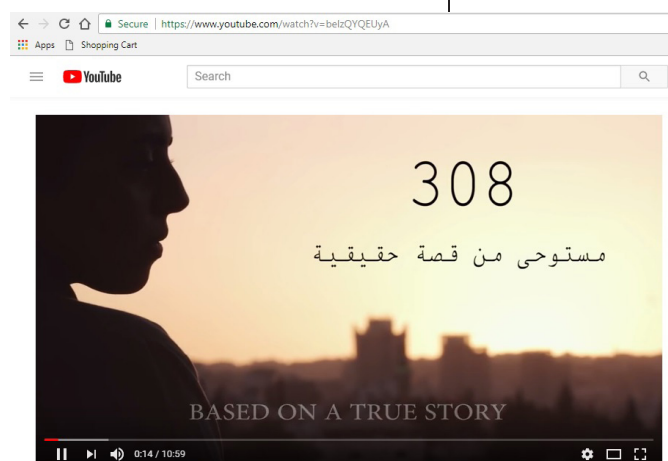 Secure | https://www.youtube.com/watch?v=belzQYQEUyA
Apps Shopping Cart
YouTube Search
308
مستوحى من قصة حقيقية
BASED ON A TRUE STORY
0:14 / 10:59